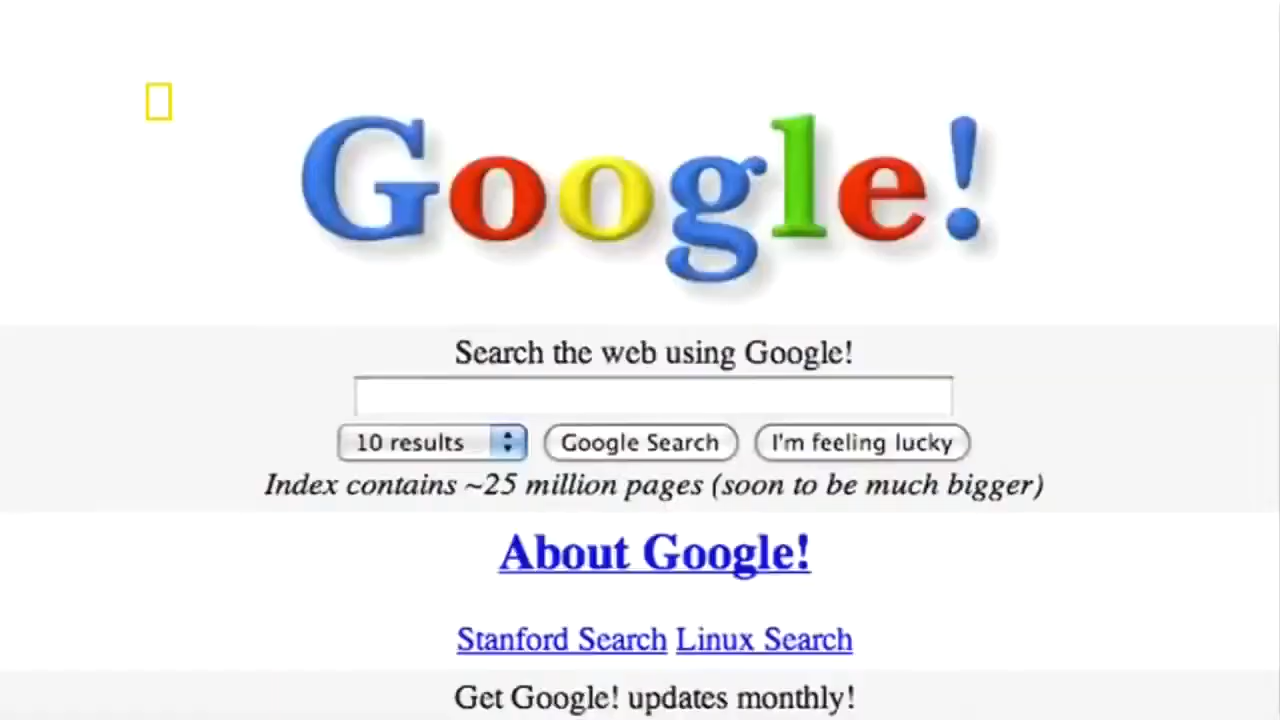 Google!
Search the web using Google!
10 results Google Search I'm feeling lucky
Index contains ~25 million pages (soon to be much bigger)
About Google!
Stanford Search Linux Search
Get Google! updates monthly!